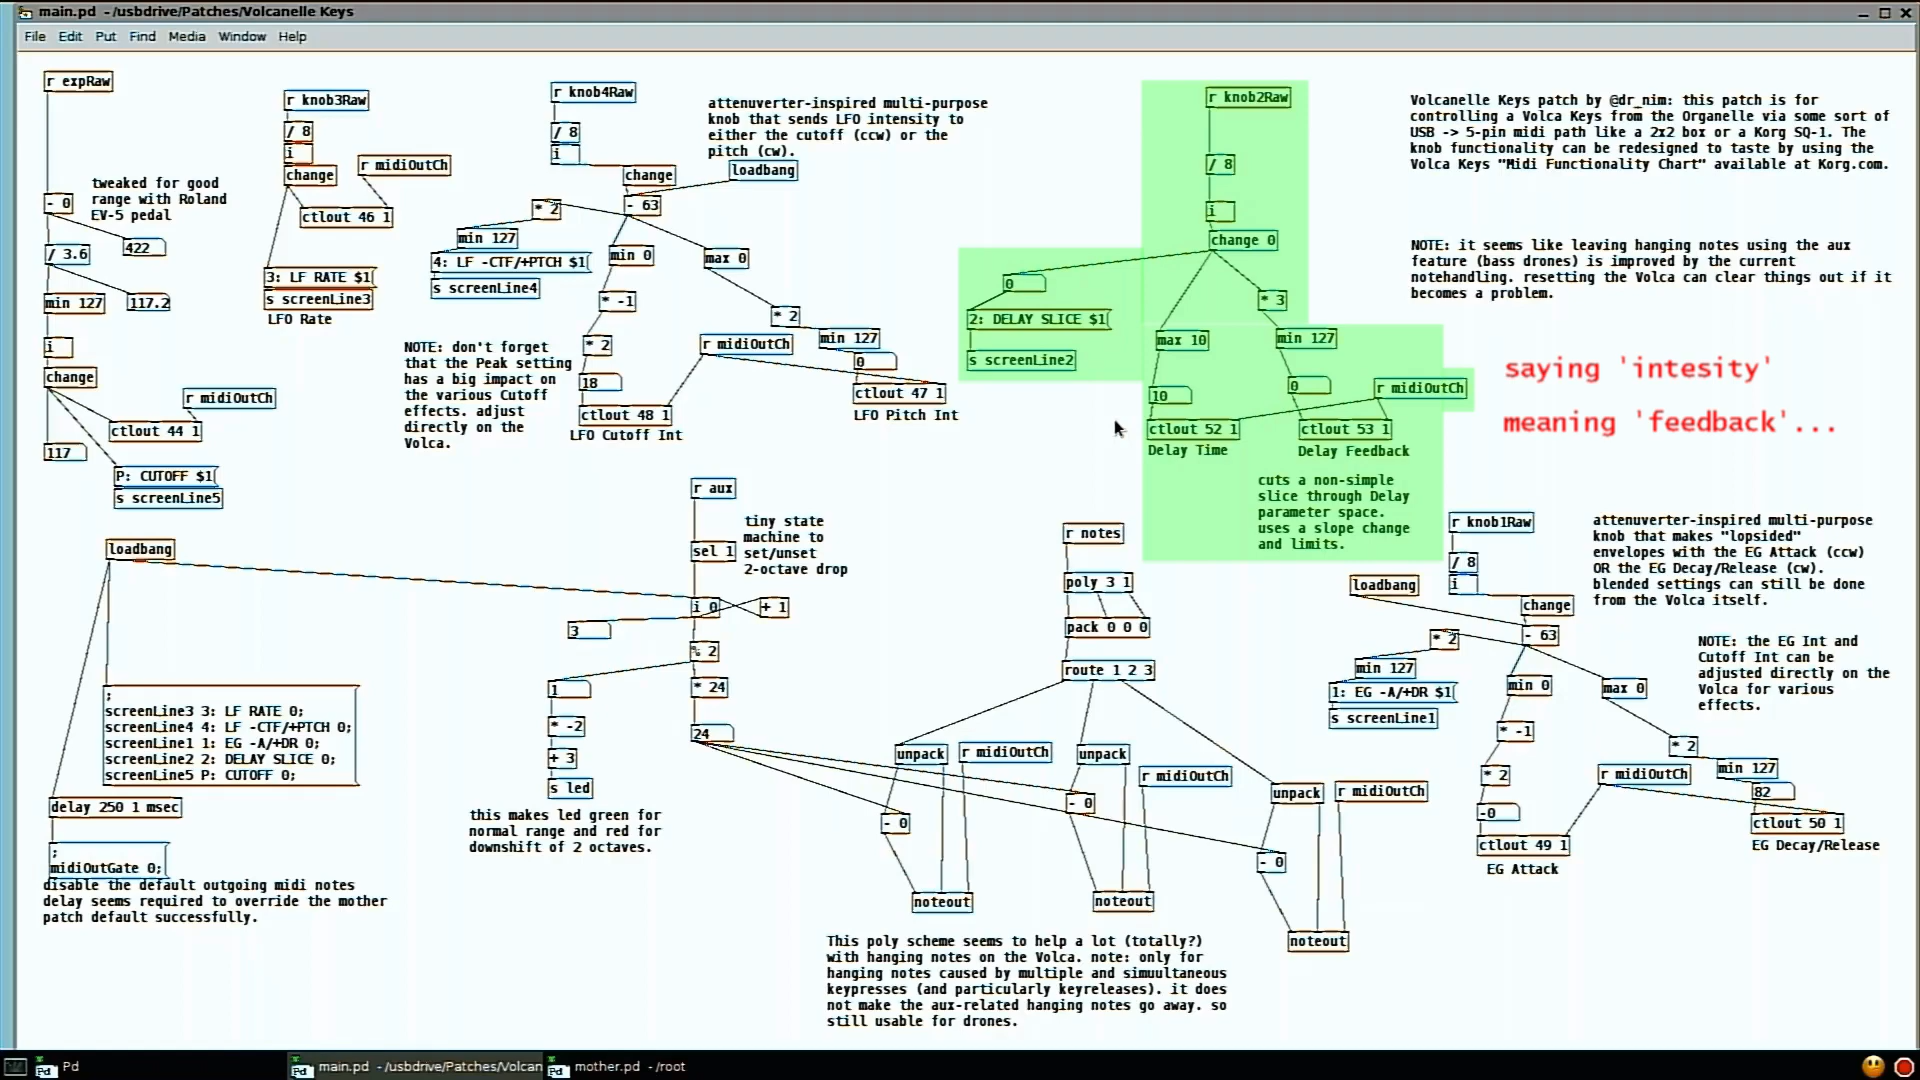 main.pd - /usbdrive/Patches/Volcanelle Keys
File Edit Put Find Media Window Help
r expRaw
- 0
tweaked for good
range with Roland
EV-5 pedal
422
/ 3.6
117.2
min 127
i
change
r midiOutCh
ctlout 44 1
117
P: CUTOFF $1
s screenLine5
r knob3Raw
/ 8
i
change
r midiOutCh
ctlout 46 1
3: LF RATE $1
s screenLine3
LFO Rate
r knob4Raw
/ 8
i
attenuverter-inspired multi-purpose
knob that sends LFO intensity to
either the cutoff (ccw) or the
pitch (cw).
change
loadbang
- 63
* 2
min 127
4: LF -CTF/+PTCH $1
s screenLine4
min 0
max 0
* -1
* 2
* 2
min 127
NOTE: don't forget
that the Peak setting
has a big impact on
the various Cutoff
effects. adjust
directly on the
Volca.
18
ctlout 48 1
LFO Cutoff Int
r midiOutCh
0
ctlout 47 1
LFO Pitch Int
r knob2Raw
/ 8
i
change 0
0
2: DELAY SLICE $1
s screenLine2
* 3
max 10
min 127
10
0
r midiOutCh
ctlout 52 1
ctlout 53 1
Delay Time
Delay Feedback
cuts a non-simple
slice through Delay
parameter space.
uses a slope change
and limits.
Volcanelle Keys patch by @dr_nim: this patch is for
controlling a Volca Keys from the Organelle via some sort of
USB -> 5-pin midi path like a 2x2 box or a Korg SQ-1. The
knob functionality can be redesigned to taste by using the
Volca Keys "Midi Functionality Chart" available at Korg.com.
NOTE: it seems like leaving hanging notes using the aux
feature (bass drones) is improved by the current
notehandling. resetting the Volca can clear things out if it
becomes a problem.
saying 'intesity'
meaning 'feedback'...
loadbang
;
screenLine3 3: LF RATE 0;
screenLine4 4: LF -CTF/+PTCH 0;
screenLine1 1: EG -A/+DR 0;
screenLine2 2: DELAY SLICE 0;
screenLine5 P: CUTOFF 0;
delay 250 1 msec
;
midiOutGate 0;
disable the default outgoing midi notes
delay seems required to override the mother
patch default successfully.
r aux
sel 1
tiny state
machine to
set/unset
2-octave drop
i 0
+ 1
3
% 2
1
* 24
* -2
24
+ 3
s led
this makes led green for
normal range and red for
downshift of 2 octaves.
r notes
poly 3 1
pack 0 0 0
route 1 2 3
unpack
r midiOutCh
unpack
r midiOutCh
unpack
r midiOutCh
- 0
- 0
- 0
noteout
noteout
noteout
This poly scheme seems to help a lot (totally?)
with hanging notes on the Volca. note: only for
hanging notes caused by multiple and simuultaneous
keypresses (and particularly keyreleases). it does
not make the aux-related hanging notes go away. so
still usable for drones.
r knob1Raw
/ 8
i
attenuverter-inspired multi-purpose
knob that makes "lopsided"
envelopes with the EG Attack (ccw)
OR the EG Decay/Release (cw).
blended settings can still be done
from the Volca itself.
loadbang
change
- 63
* 2
min 127
1: EG -A/+DR $1
s screenLine1
NOTE: the EG Int and
Cutoff Int can be
adjusted directly on the
Volca for various
effects.
min 0
max 0
* -1
* 2
* 2
min 127
r midiOutCh
82
-0
ctlout 49 1
EG Attack
ctlout 50 1
EG Decay/Release
Pd
main.pd - /usbdrive/Patches/Volcan
mother.pd - /root